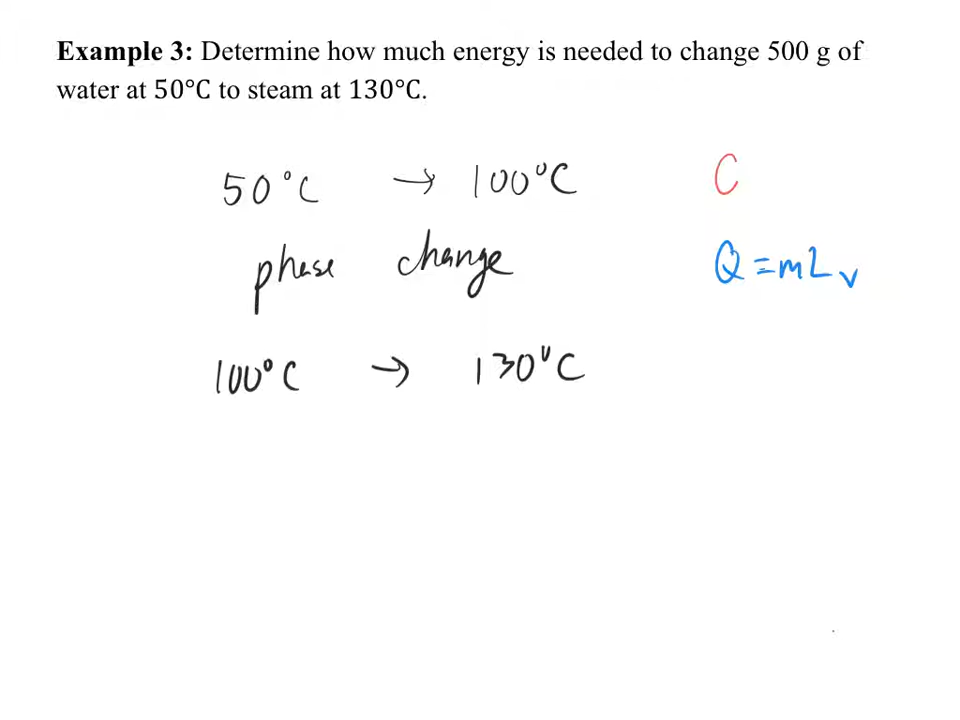 Example 3: Determine how much energy is needed to change 500 g of
water at 50°C to steam at 130°C.
50°C → 100°C C
phase change Q = mLv
100°C → 130°C